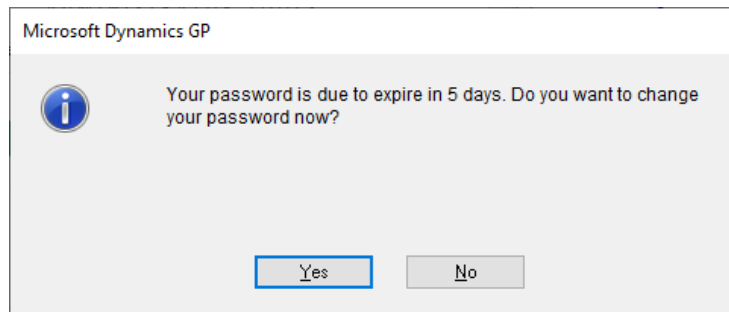 Microsoft Dynamics GP
Your password is due to expire in 5 days. Do you want to change
your password now?
Yes
No